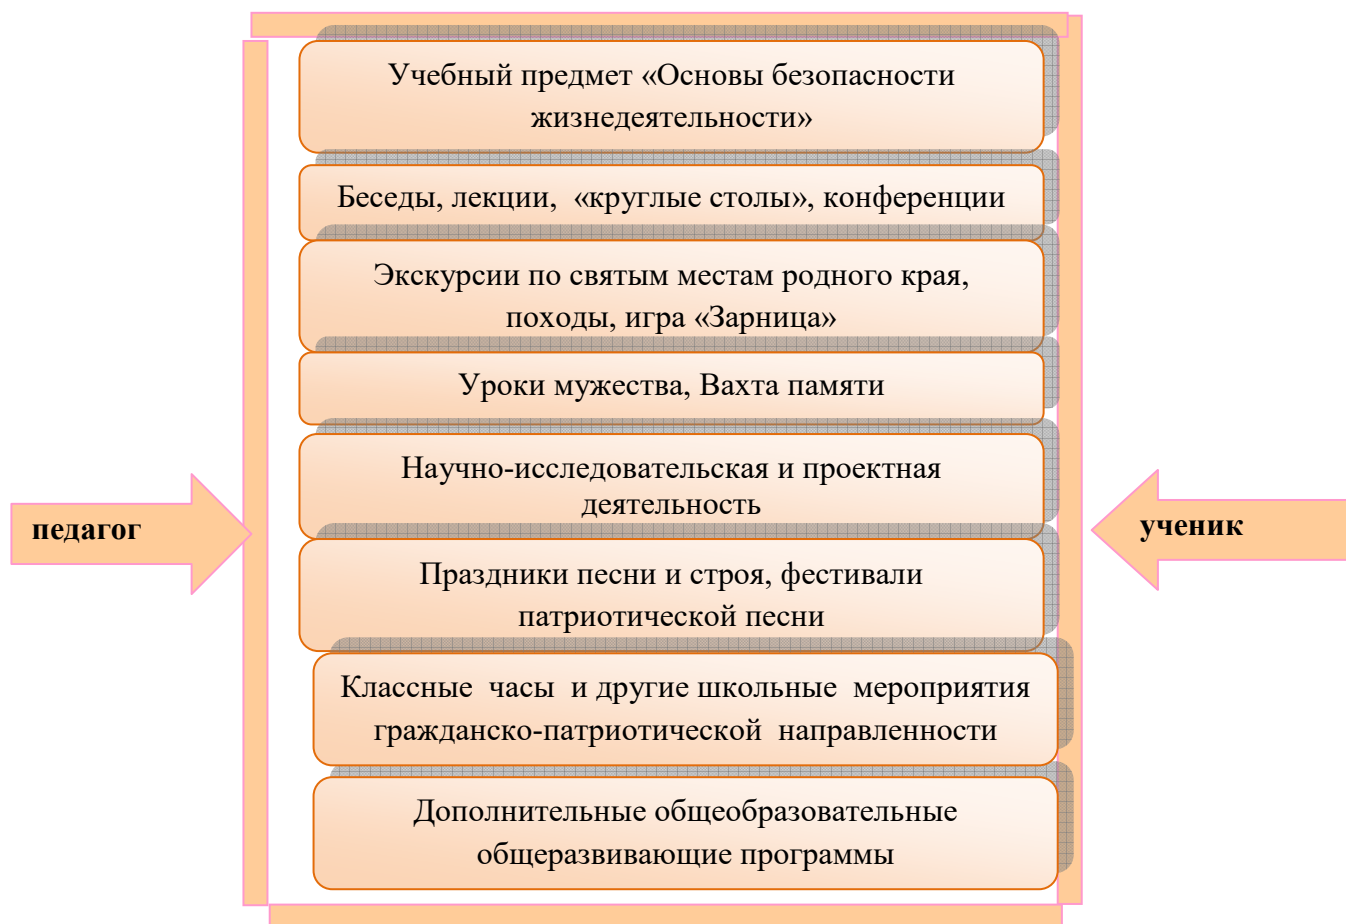 Учебный предмет «Основы безопасности
жизнедеятельности»
Беседы, лекции, «круглые столы», конференции
Экскурсии по святым местам родного края,
походы, игра «Зарница»
Уроки мужества, Вахта памяти
Научно-исследовательская и проектная
деятельность
педагог
ученик
Праздники песни и строя, фестивали
патриотической песни
Классные часы и другие школьные мероприятия
гражданско-патриотической направленности
Дополнительные общеобразовательные
общеразвивающие программы